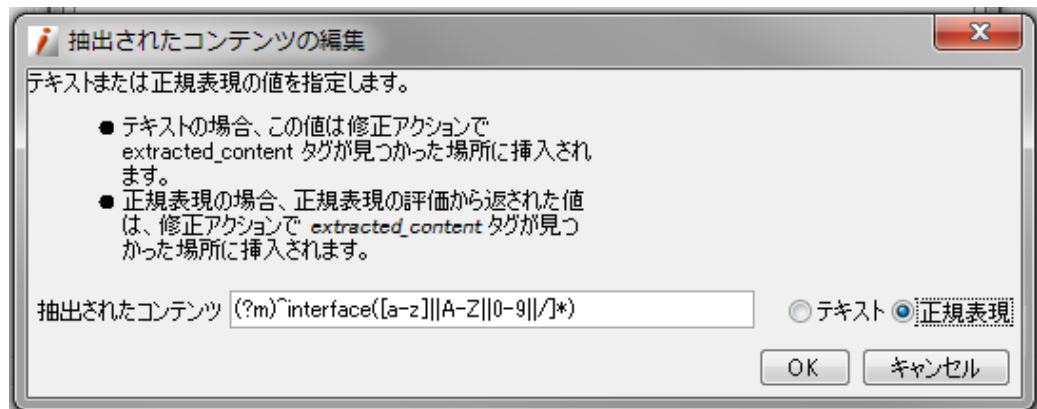 抽出されたコンテンツの編集
テキストまたは正規表現の値を指定します。
● テキストの場合、この値は修正アクションで
extracted_content タグが見つかった場所に挿入され
ます。
● 正規表現の場合、正規表現の評価から返された値
は、修正アクションで extracted_content タグが見つ
かった場所に挿入されます。
抽出されたコンテンツ (?m)^interface([a-z]||A-Z||0-9||/]*) テキスト 正規表現
OK キャンセル